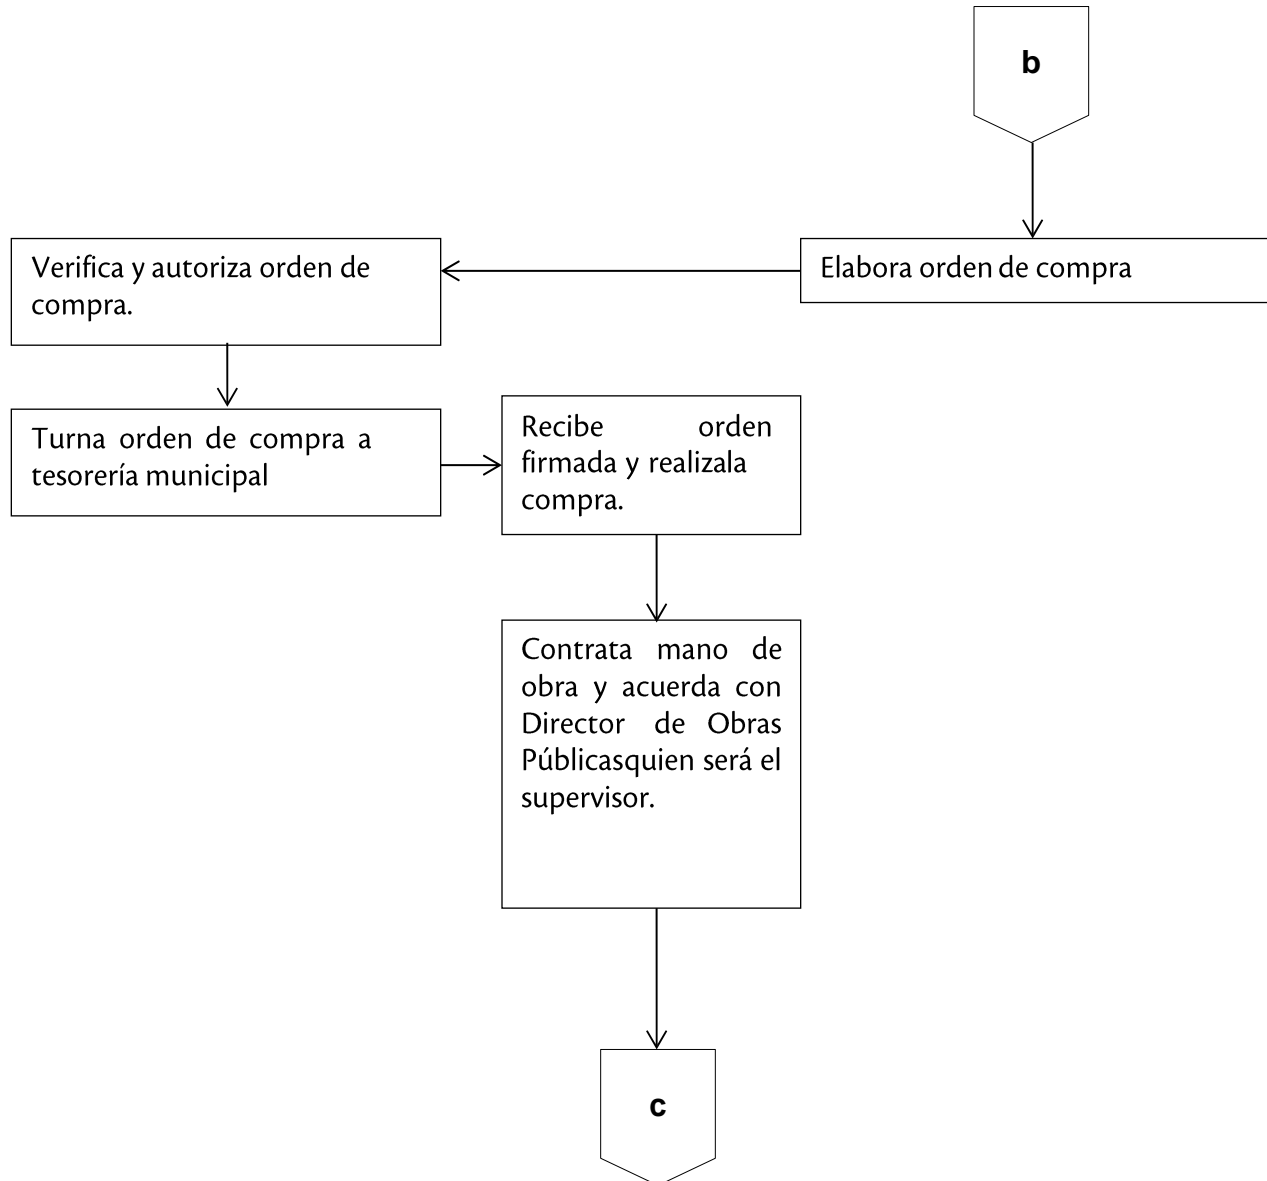 b
Elabora orden de compra
Verifica y autoriza orden de
compra.
Turna orden de compra a
tesorería municipal
Recibe orden
firmada y realizala
compra.
Contrata mano de
obra y acuerda con
Director de Obras
Públicasquien será el
supervisor.
c